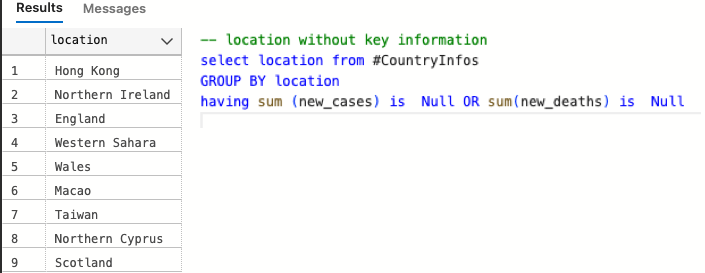 Results Messages
location
1 Hong Kong
2 Northern Ireland
3 England
4 Western Sahara
5 Wales
6 Macao
7 Taiwan
8 Northern Cyprus
9 Scotland
-- location without key information
select location from #CountryInfos
GROUP BY location
having sum (new_cases) is  Null OR sum(new_deaths) is  Null